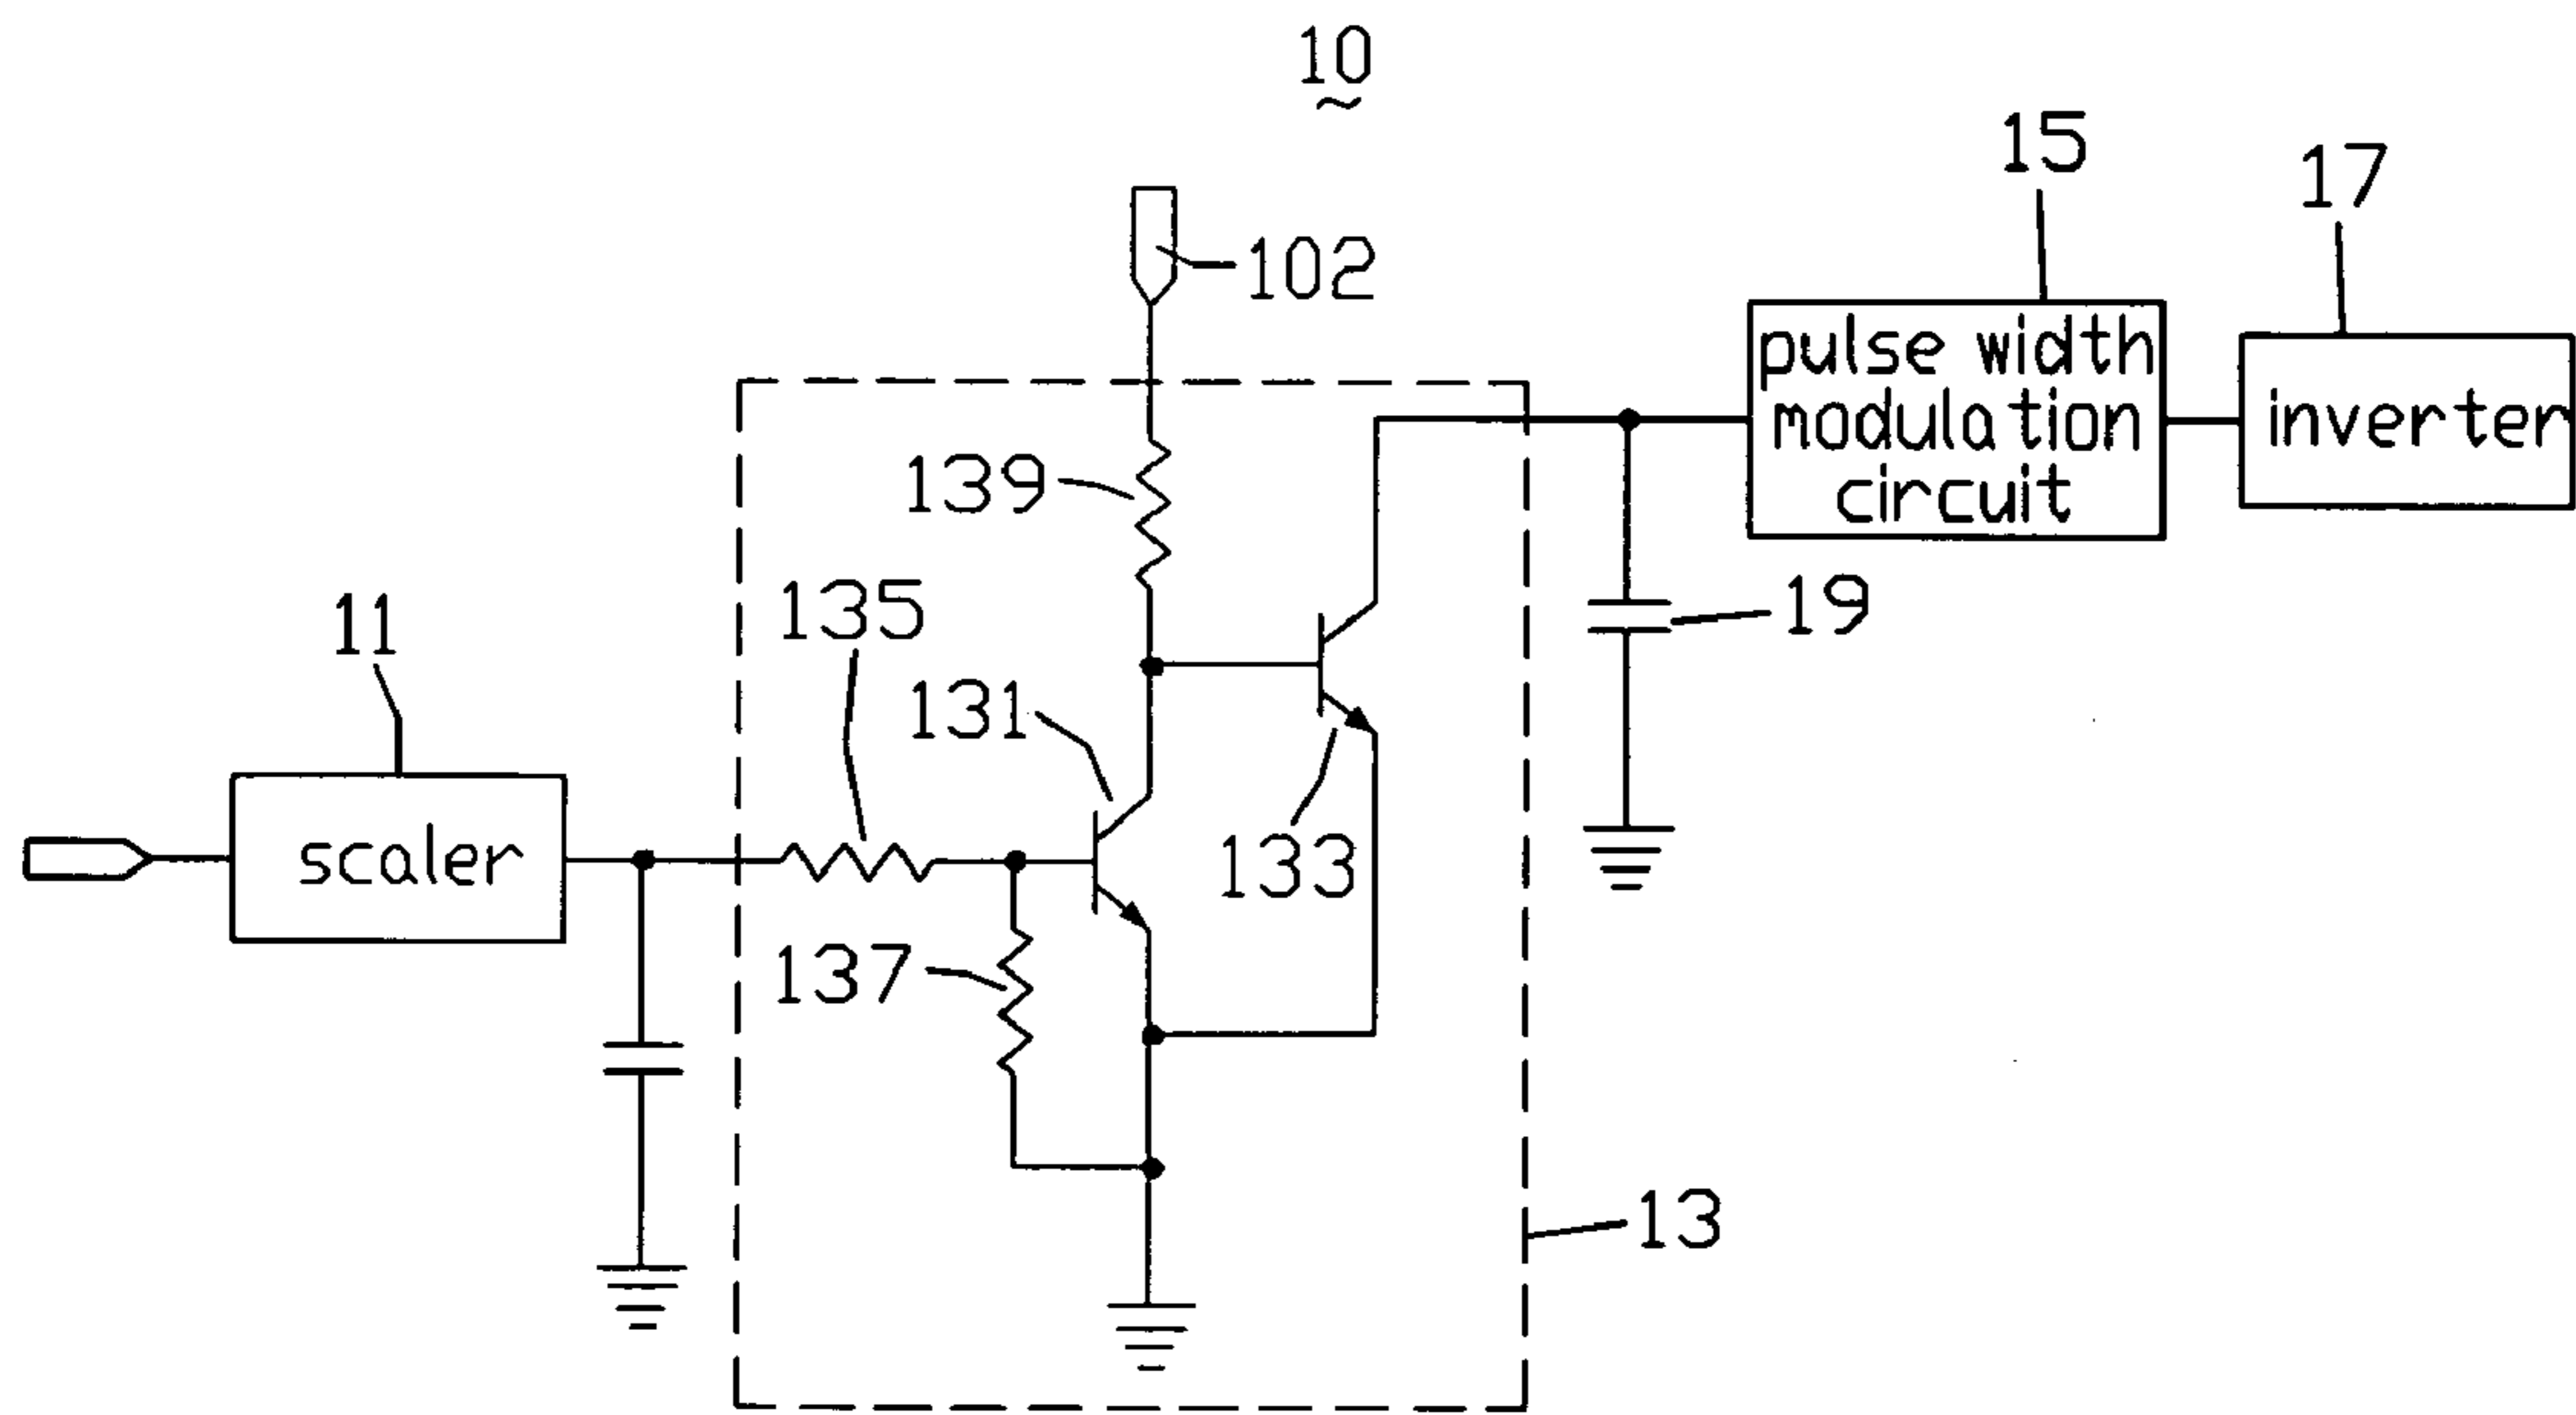 10
15
17
102
pulse width
modulation
circuit
inverter
139
135
19
11
131
133
scaler
137
13